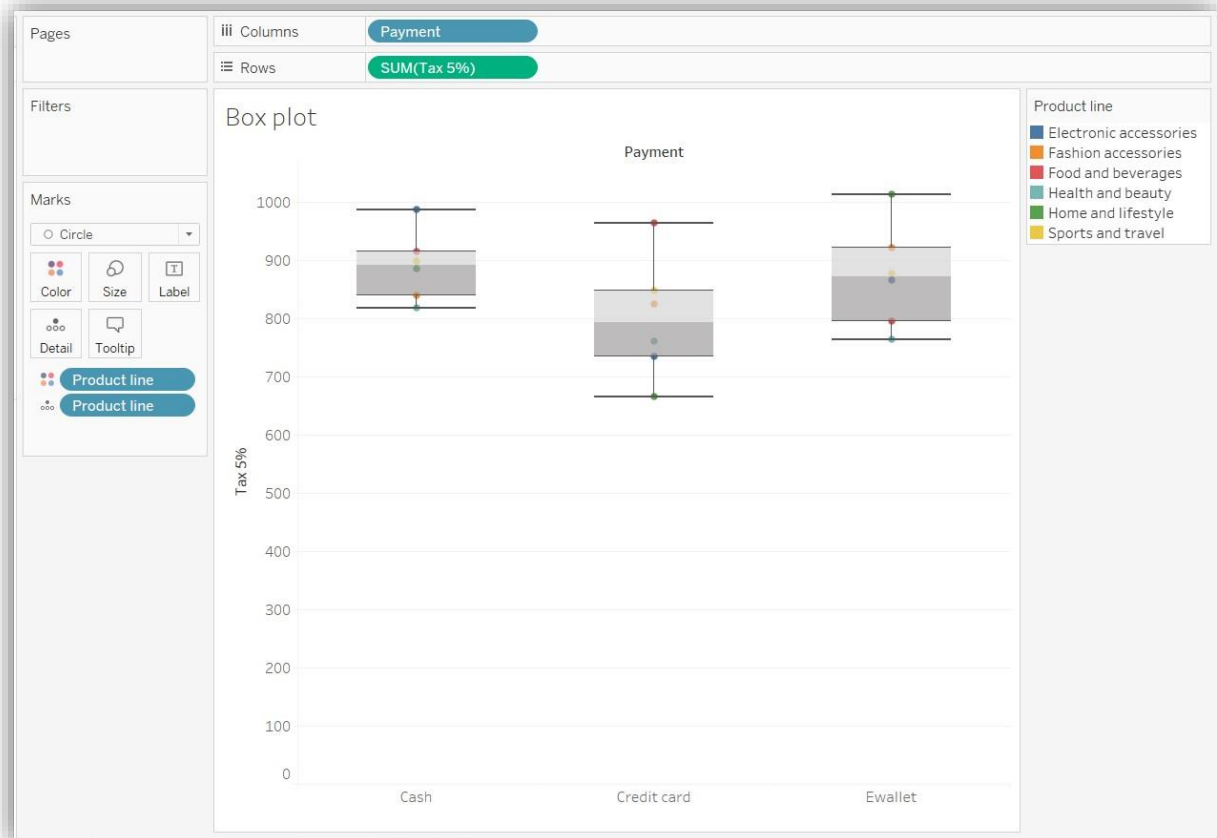 Pages
iii Columns
Payment
Rows
SUM(Tax 5%)
Filters
Marks
Circle
Color
Size
T
Label
Detail
Tooltip
Product line
Product line
Box plot
Payment
1000
900
800
700
600
500
400
300
200
100
0
Tax 5%
Cash
Credit card
Ewallet
Product line
Electronic accessories
Fashion accessories
Food and beverages
Health and beauty
Home and lifestyle
Sports and travel